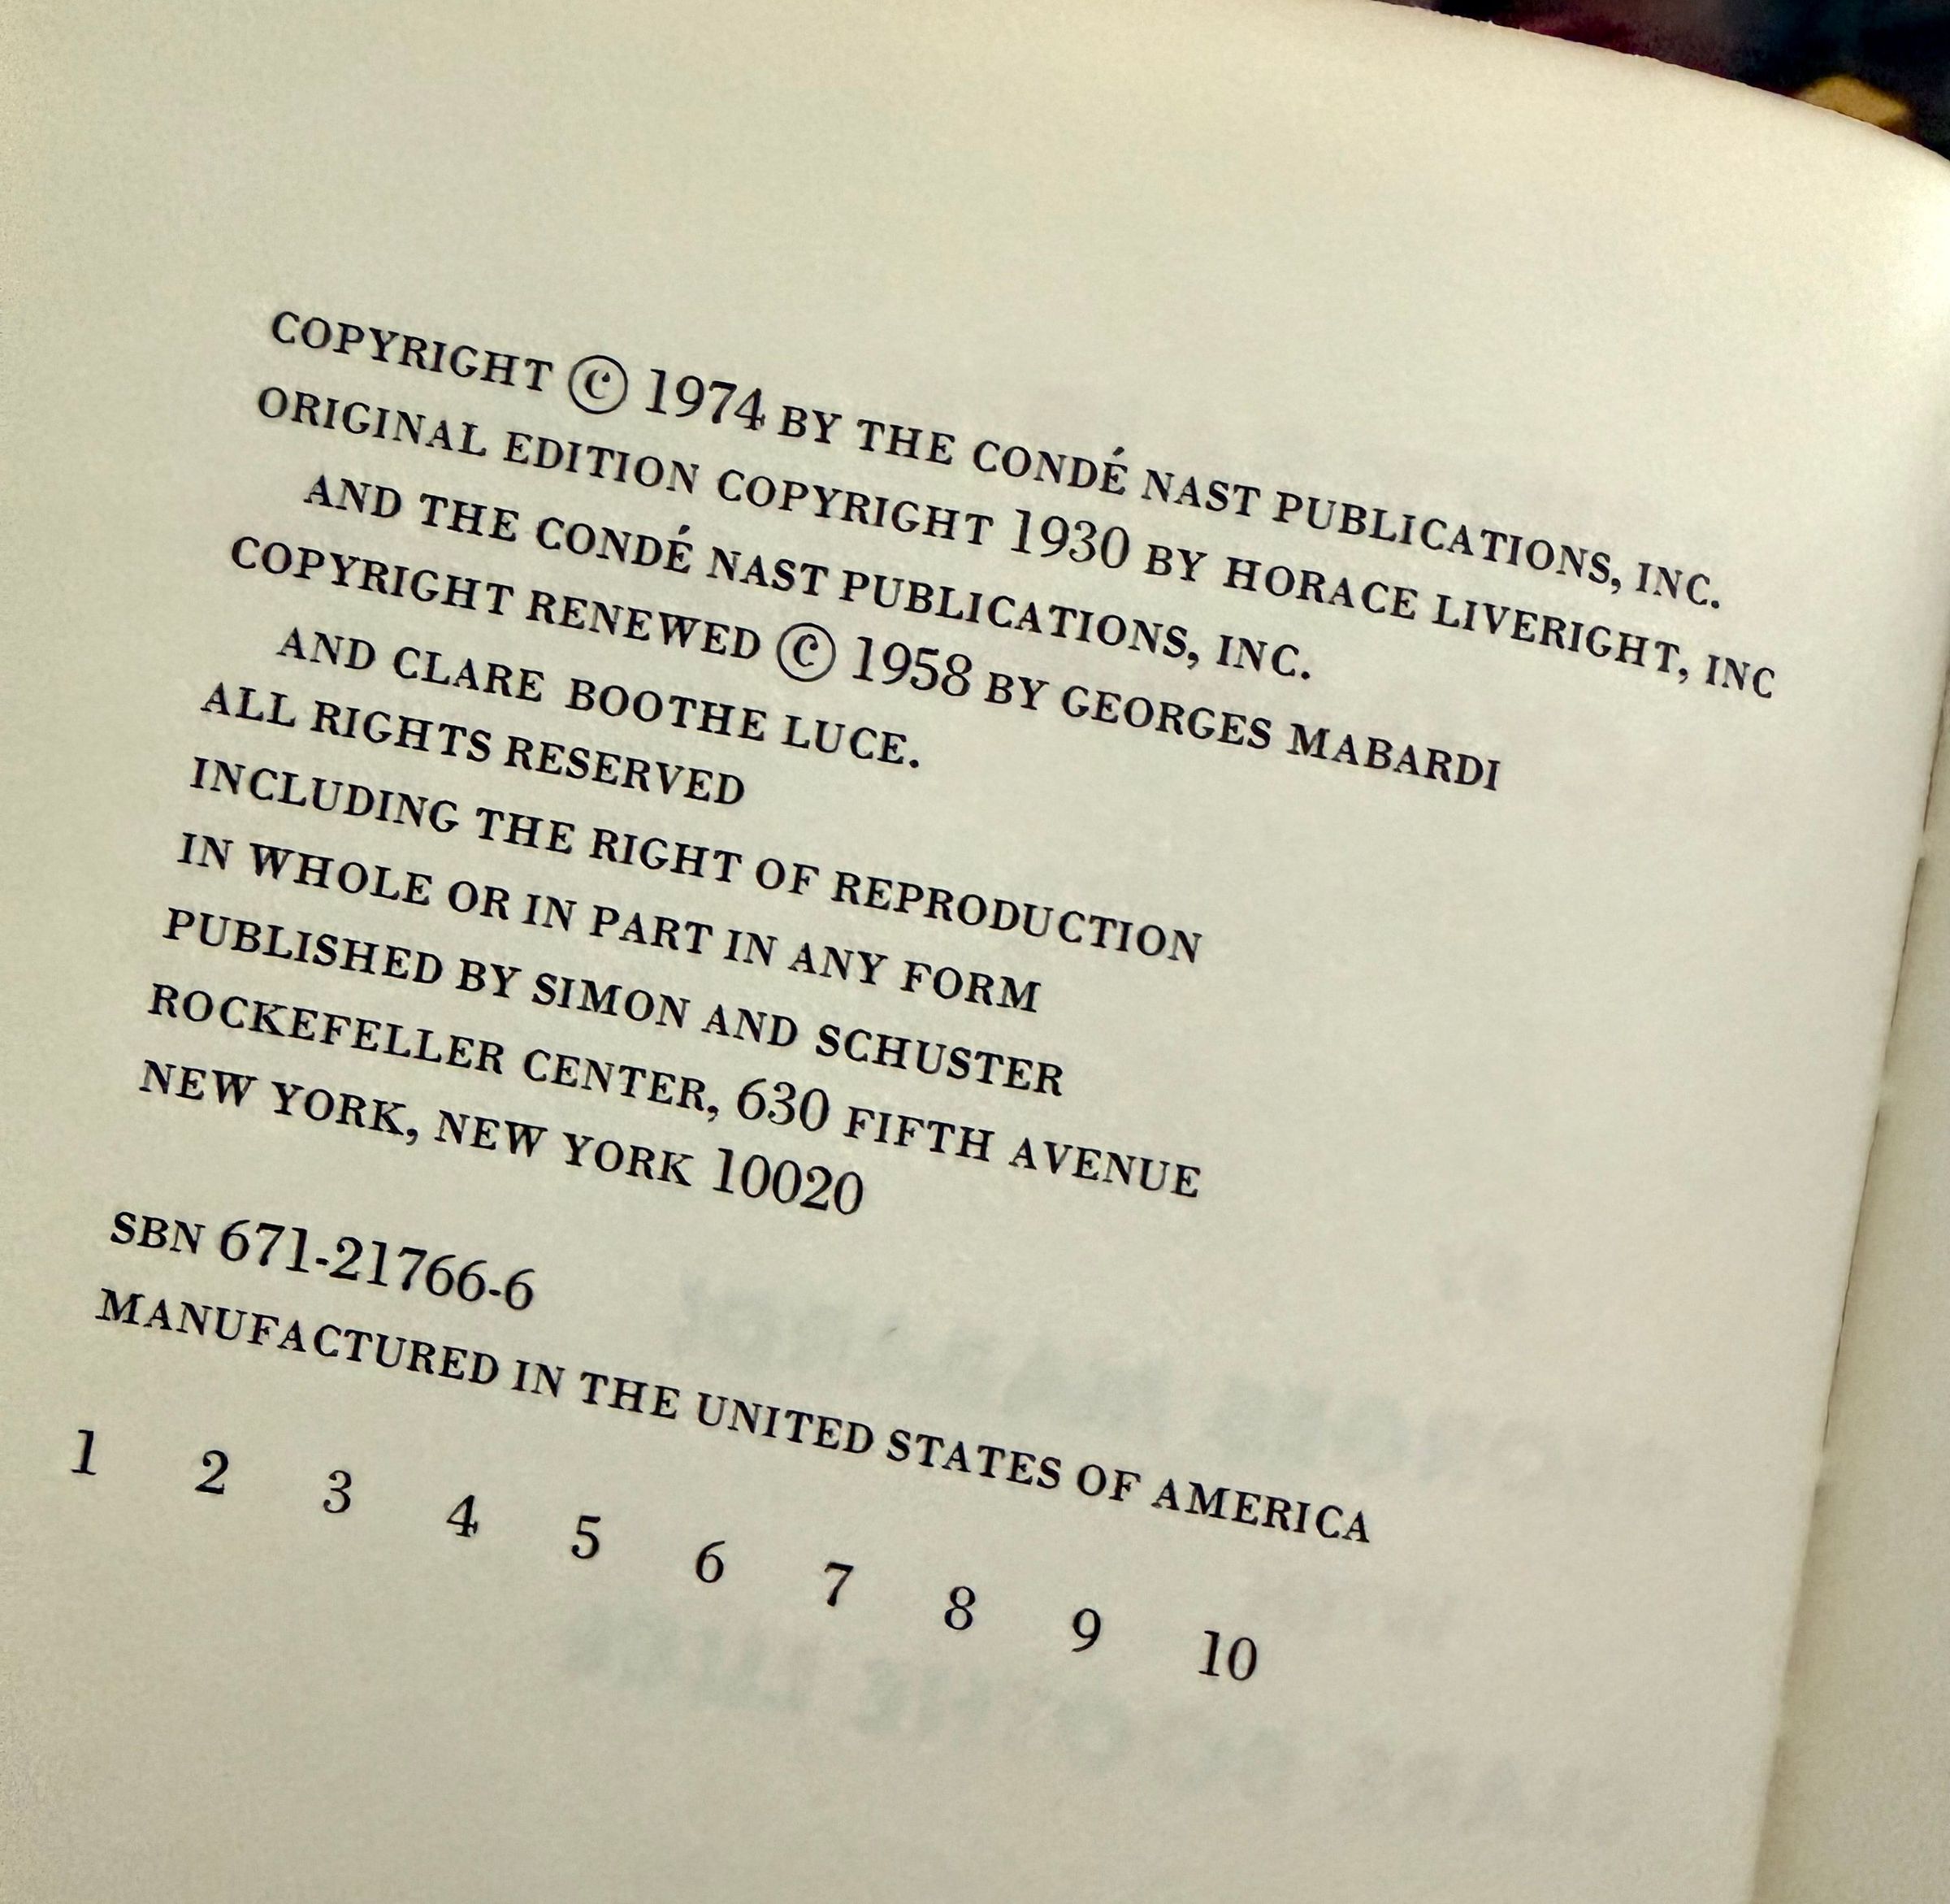 COPYRIGHT © 1974 BY THE CONDÉ NAST PUBLICATIONS, INC.
ORIGINAL EDITION COPYRIGHT 1930 BY HORACE LIVERIGHT, INC
AND THE CONDÉ NAST PUBLICATIONS, INC.
COPYRIGHT RENEWED © 1958 BY GEORGES MABARDI
AND CLARE BOOTHE LUCE.
ALL RIGHTS RESERVED
INCLUDING THE RIGHT OF REPRODUCTION
IN WHOLE OR IN PART IN ANY FORM
PUBLISHED BY SIMON AND SCHUSTER
ROCKEFELLER CENTER, 630 FIFTH AVENUE
NEW YORK, NEW YORK 10020
SBN 671-21766-6
MANUFACTURED IN THE UNITED STATES OF AMERICA
1 2 3 4 5 6 7 8 9 10